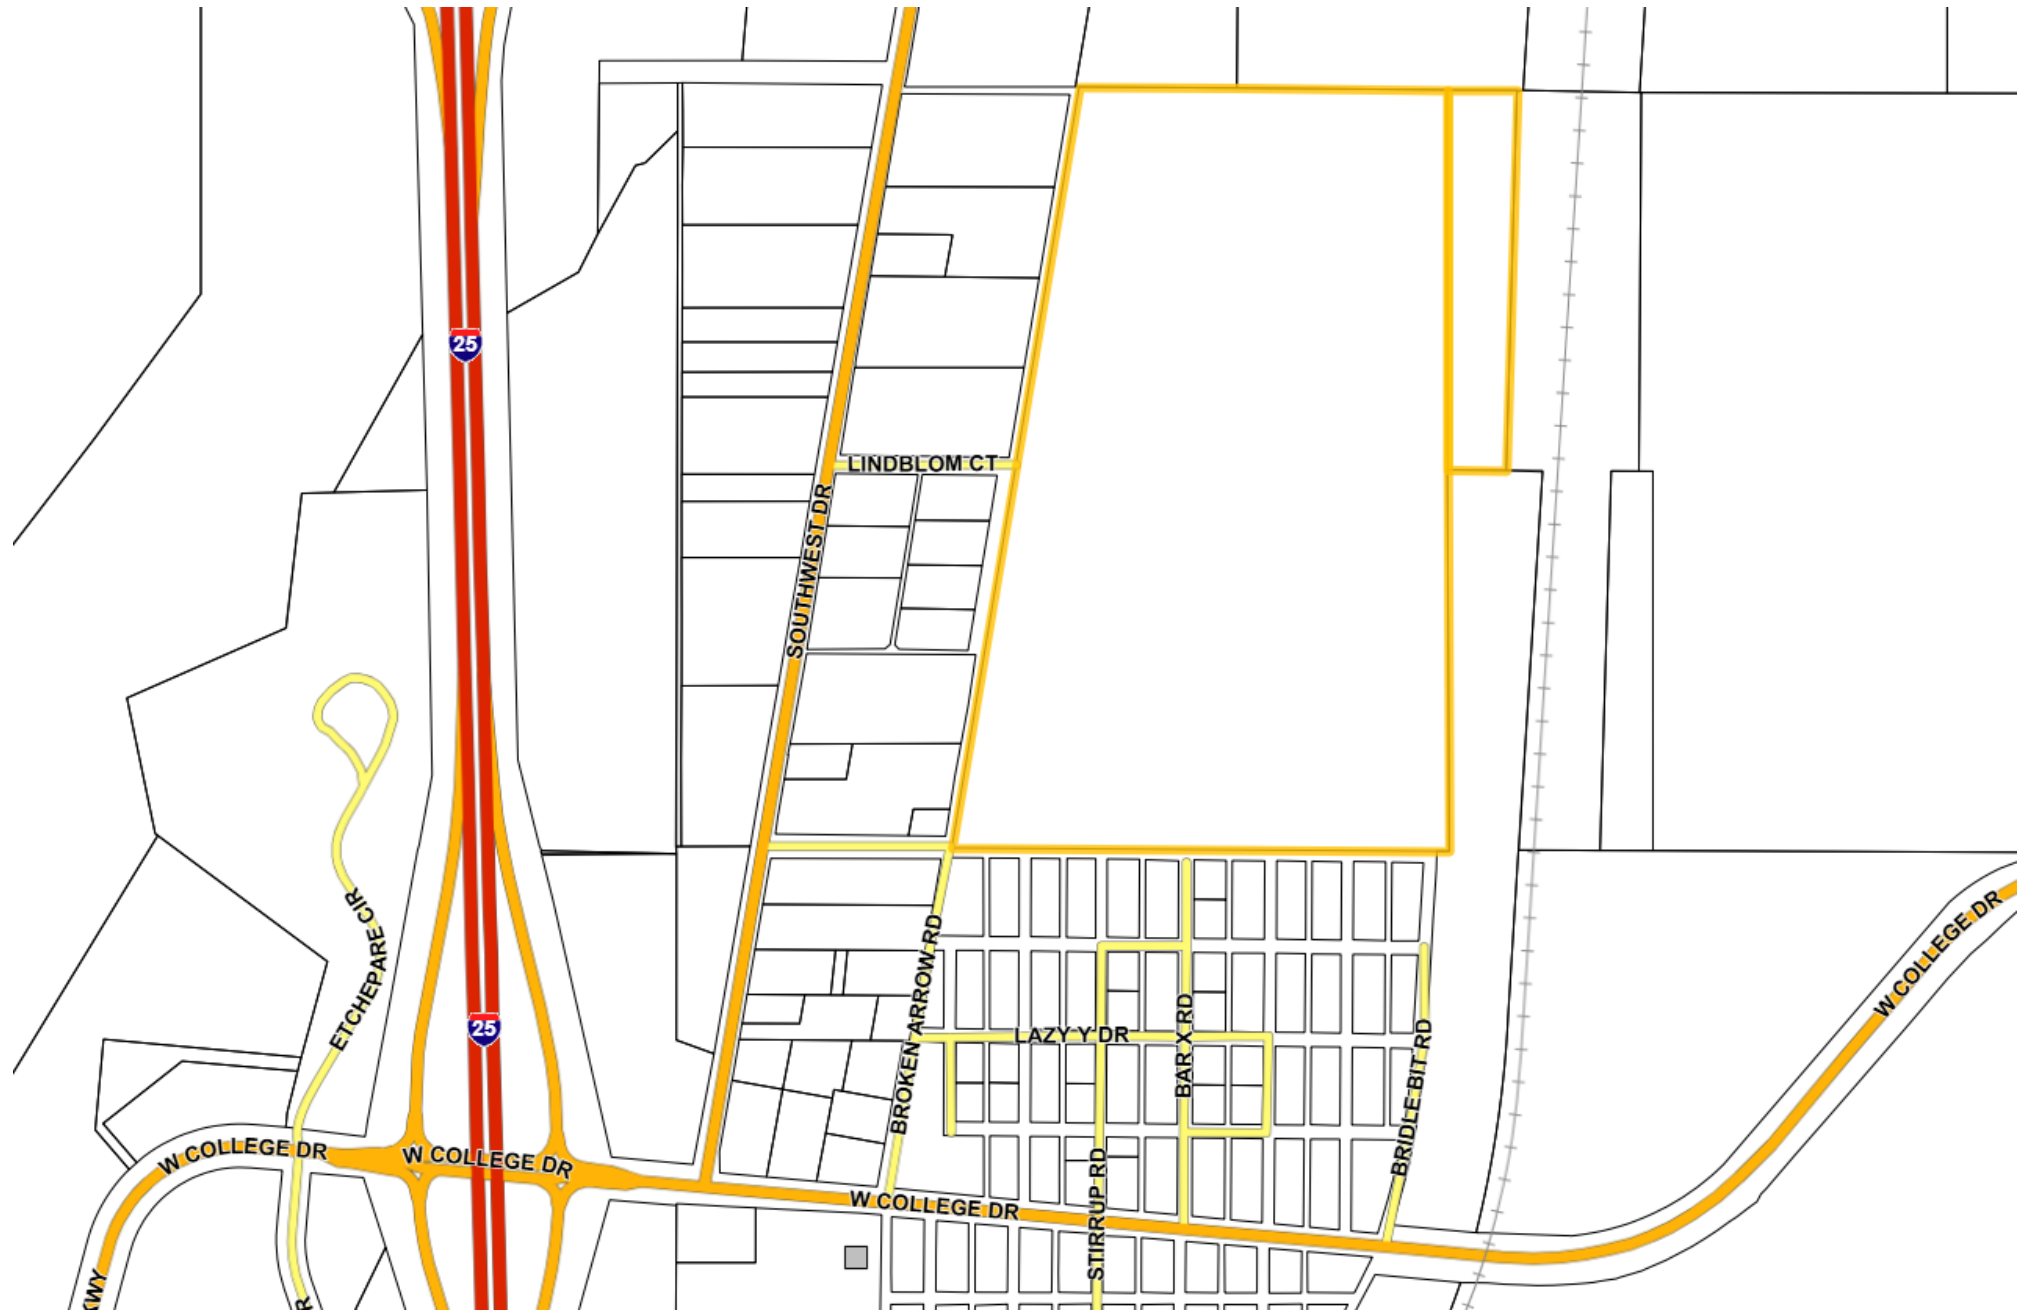 25
LINDBLOM CT
SOUTHWEST DR
ETCHEPARE CIR
W COLLEGE DR
BROKEN ARROW RD
25
LAZY Y DR
BAR X RD
BRIDLE BIT RD
W COLLEGE DR
W COLLEGE DR
W COLLEGE DR
STIRRUP RD
KWY
R